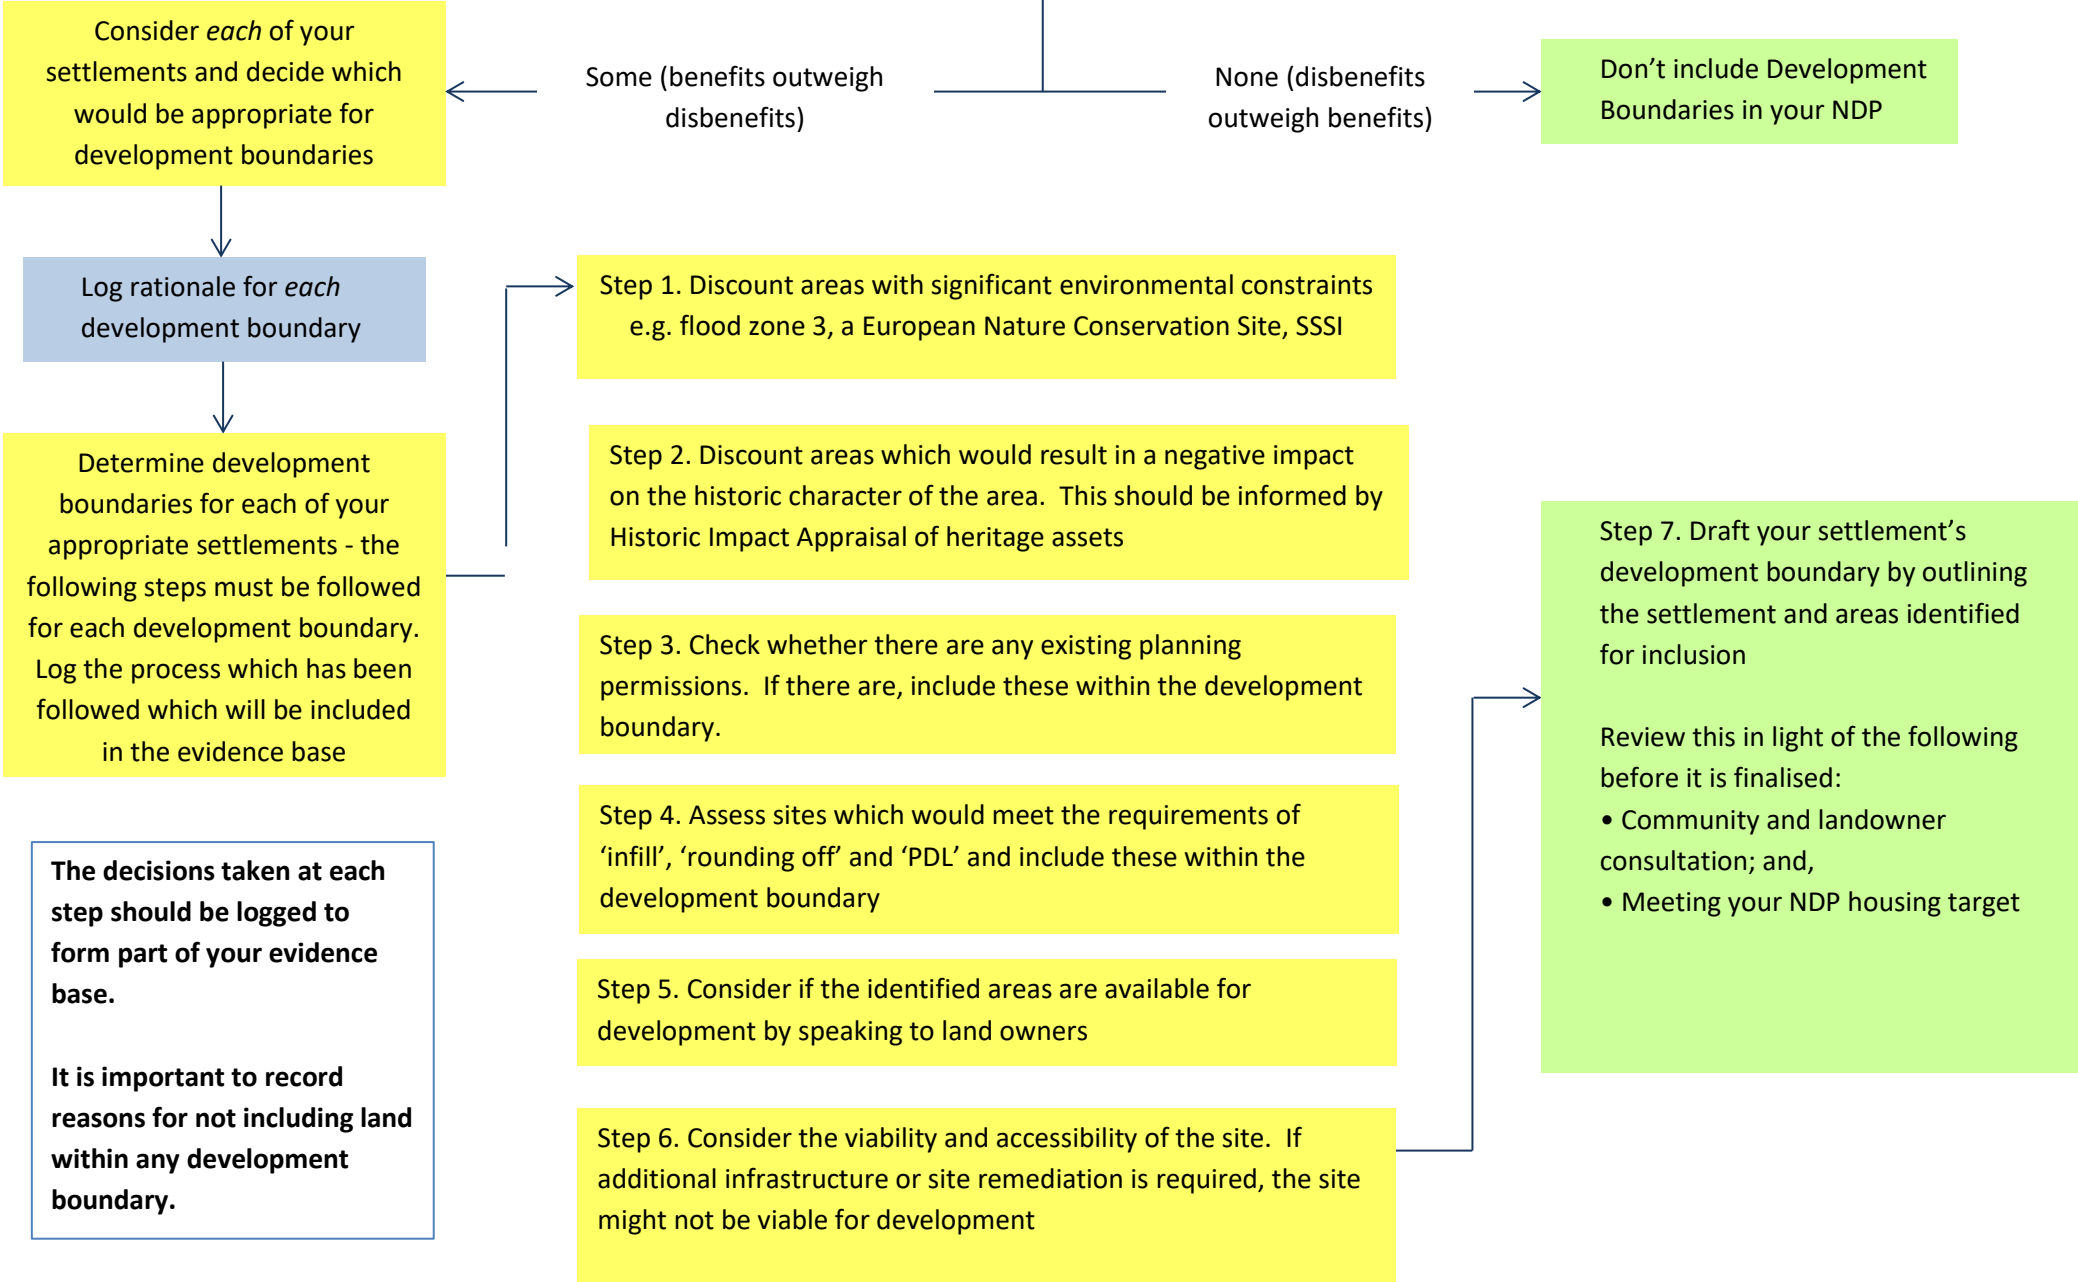 Consider each of your
settlements and decide which
would be appropriate for
development boundaries
Some (benefits outweigh
disbenefits)
None (disbenefits
outweigh benefits)
Don’t include Development
Boundaries in your NDP
Log rationale for each
development boundary
Determine development
boundaries for each of your
appropriate settlements - the
following steps must be followed
for each development boundary.
Log the process which has been
followed which will be included
in the evidence base
The decisions taken at each
step should be logged to
form part of your evidence
base.
It is important to record
reasons for not including land
within any development
boundary.
Step 1. Discount areas with significant environmental constraints
e.g. flood zone 3, a European Nature Conservation Site, SSSI
Step 2. Discount areas which would result in a negative impact
on the historic character of the area.  This should be informed by
Historic Impact Appraisal of heritage assets
Step 3. Check whether there are any existing planning
permissions.  If there are, include these within the development
boundary.
Step 4. Assess sites which would meet the requirements of
‘infill’, ‘rounding off’ and ‘PDL’ and include these within the
development boundary
Step 5. Consider if the identified areas are available for
development by speaking to land owners
Step 6. Consider the viability and accessibility of the site.  If
additional infrastructure or site remediation is required, the site
might not be viable for development
Step 7. Draft your settlement’s
development boundary by outlining
the settlement and areas identified
for inclusion
Review this in light of the following
before it is finalised:
• Community and landowner
consultation; and,
• Meeting your NDP housing target